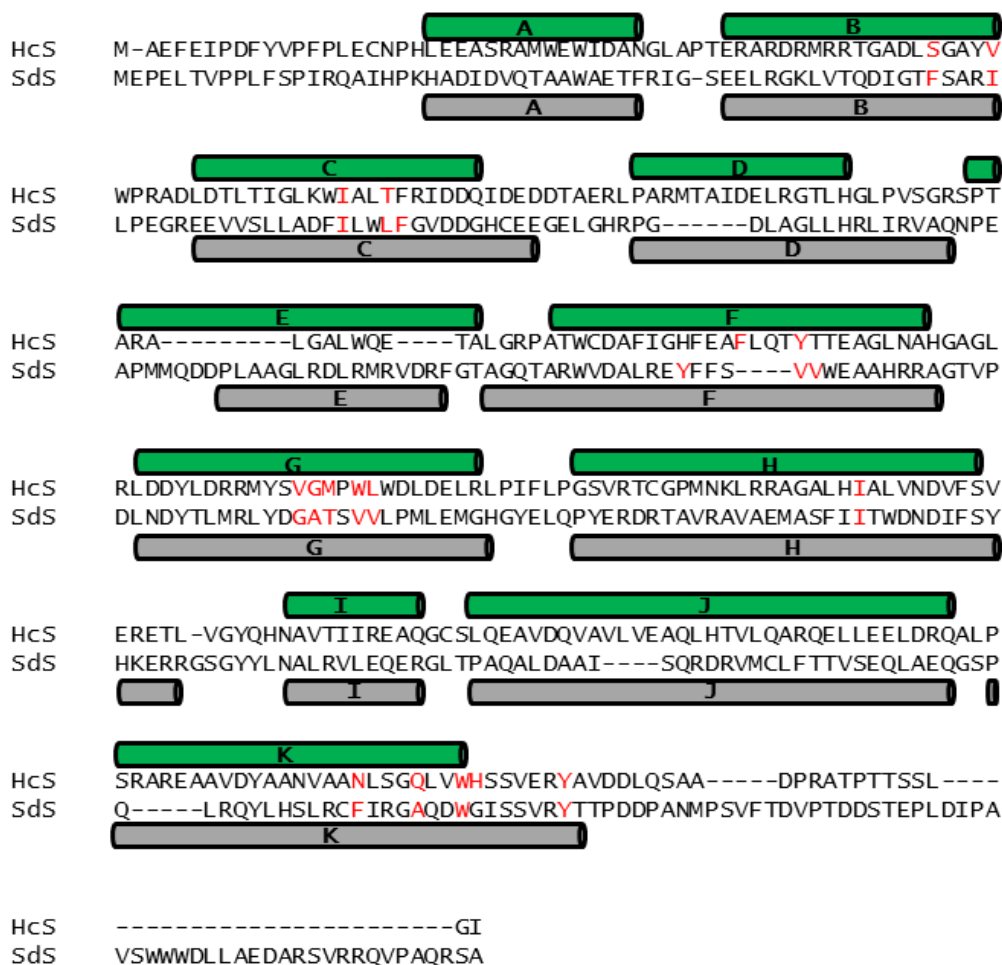 A B
HcS M-AEFEIPDFYVPFPLECNPHLEEASRAMWEWIDANGLAPTERARDRMRRTGADLSGAYV
SdS MEPELTVPPLFSPIRQAIHPKHADIDVQTAAWAETFRIG-SEELRGKLVTQDIGTFSARI
A B
C D
HcS WPRADLDTLTIGLKWIALTFRIDDQIDEDDTAERLPARMTAIDELRGTLHGLPVSGRSPT
SdS LPEGREEVVSLLADFILWLFGVDDGHCEEGELGHRPG------DLAGLLHRLIRVAQNPE
C D
E F
HcS ARA---------LGALWQE----TALGRPATWCDAFIGHFEAFLQTYTTEAGLNAHGAGL
SdS APMMQDDPLAAGLRDLRMRVDRFGTAGQTARWVDALREYFFS----VVWEAAHRRAGTVP
E F
G H
HcS RLDDYLDRRMYSVGMPWLWDLDELRLPIFLPGSVRTCGPMNKLRRAGALHIALVNDVFSV
SdS DLNDYTLMRLYDGATSVVLPMLEMGHGYELQPYERDRTAVRAVAEMASFIITWDNDIFSY
G H
I J
HcS ERETL-VGYQHNAVTIIREAQGCSLQEAVDQVAVLVEAQLHTVLQARQELLEELDRQALP
SdS HKERRGSGYYLNALRVLEQERGLTPAQALDAAI----SQRDRVMCLFTTVSEQLAEQGSP
I J
K
HcS SRAREAAVDYAANVAANLSGQLVWHSSVERYAVDDLQSAA-----DPRATPTTSSL----
SdS Q-----LRQYLHSLRCFIRGAQDWGISSVRYTTPDDPANMPSVFTDVPTDDSTEPLDIPA
K
HcS -----------------------GI
SdS VSWWWDLLAEDARSVRRQVPAQRSA